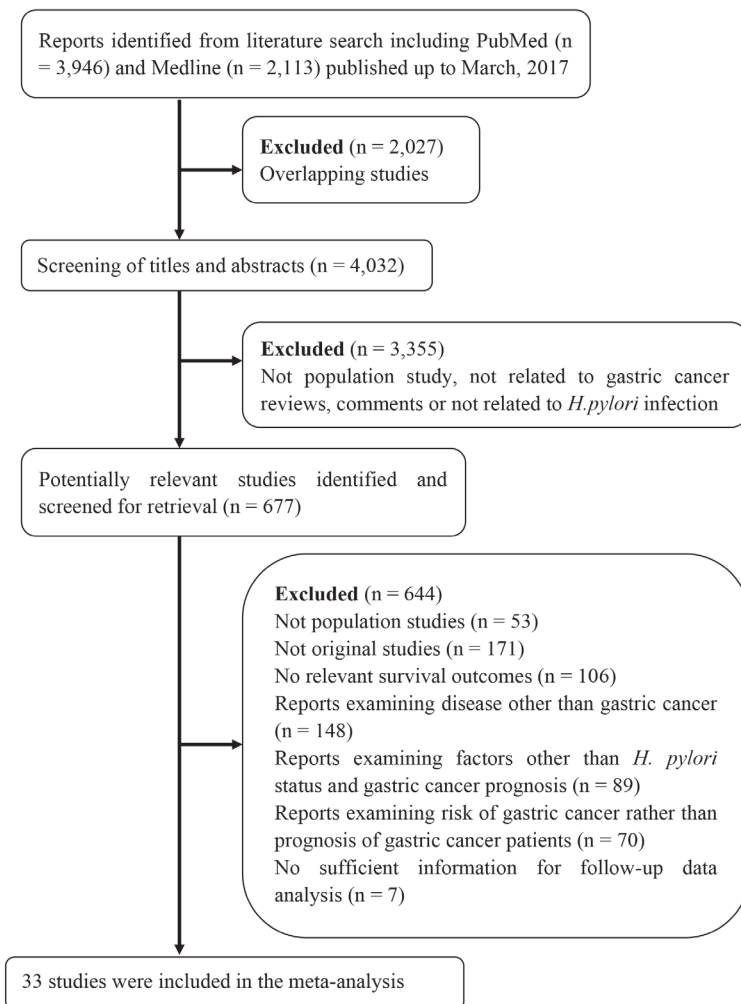 Reports identified from literature search including PubMed (n
= 3,946) and Medline (n = 2,113) published up to March, 2017
Excluded (n = 2,027)
Overlapping studies
Screening of titles and abstracts (n = 4,032)
Excluded (n = 3,355)
Not population study, not related to gastric cancer
reviews, comments or not related to H.pylori infection
Potentially relevant studies identified and
screened for retrieval (n = 677)
Excluded (n = 644)
Not population studies (n = 53)
Not original studies (n = 171)
No relevant survival outcomes (n = 106)
Reports examining disease other than gastric cancer
(n = 148)
Reports examining factors other than H. pylori
status and gastric cancer prognosis (n = 89)
Reports examining risk of gastric cancer rather than
prognosis of gastric cancer patients (n = 70)
No sufficient information for follow-up data
analysis (n = 7)
33 studies were included in the meta-analysis